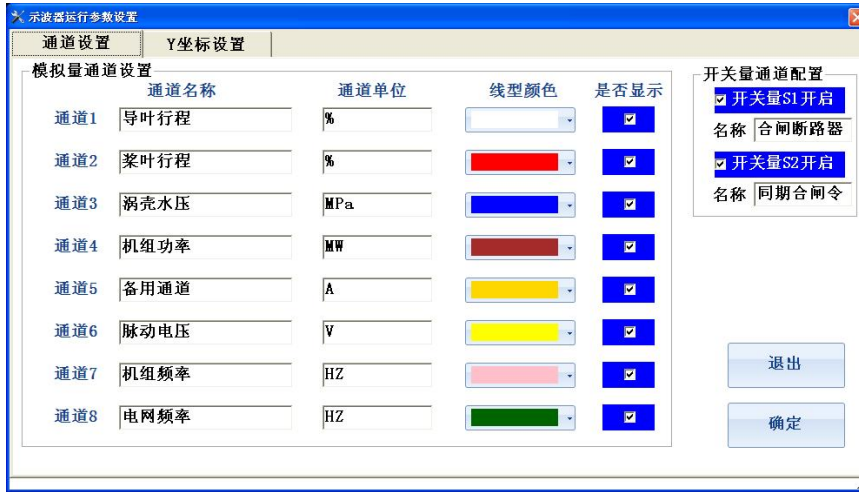 示波器运行参数设置
通道设置 Y坐标设置
模拟量通道设置
通道名称 通道单位 线型颜色 是否显示
通道1 导叶行程 %
通道2 桨叶行程 %
通道3 涡壳水压 MPa
通道4 机组功率 MW
通道5 备用通道 A
通道6 脉动电压 V
通道7 机组频率 HZ
通道8 电网频率 HZ
开关量通道配置
开关量S1开启
名称 合闸断路器
开关量S2开启
名称 同期合闸令
退出
确定